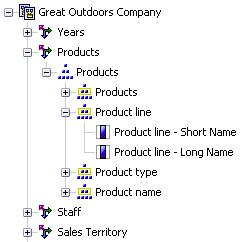 Great Outdoors Company
Years
Products
Products
Products
Product line
Product line - Short Name
Product line - Long Name
Product type
Product name
Staff
Sales Territory